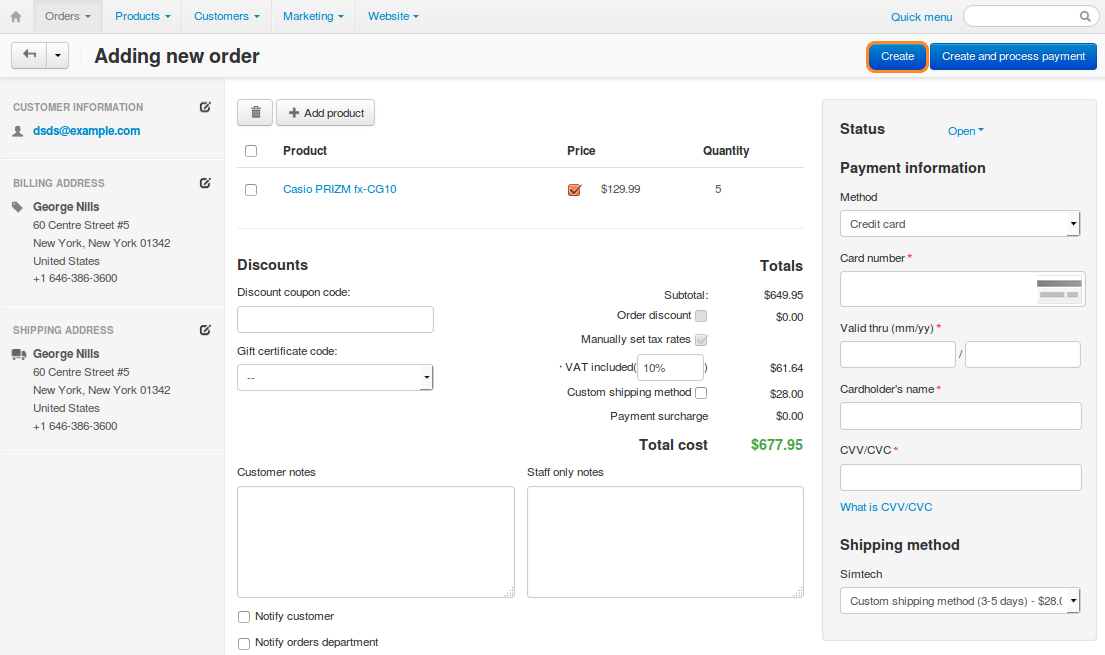 Orders
Products
Customers
Marketing
Website
Quick menu
Adding new order
Create
Create and process payment
CUSTOMER INFORMATION
dsds@example.com
BILLING ADDRESS
George Nills
60 Centre Street #5
New York, New York 01342
United States
+1 646-386-3600
SHIPPING ADDRESS
George Nills
60 Centre Street #5
New York, New York 01342
United States
+1 646-386-3600
Add product
Product Price Quantity
Casio PRIZM fx-CG10 $129.99 5
Discounts
Discount coupon code:
Gift certificate code:
--
Totals
Subtotal: $649.95
Order discount $0.00
Manually set tax rates
· VAT included( 10% ) $61.64
Custom shipping method $28.00
Payment surcharge $0.00
Total cost $677.95
Customer notes
Staff only notes
Notify customer
Notify orders department
Status Open
Payment information
Method
Credit card
Card number *
Valid thru (mm/yy) *
/
Cardholder's name *
CVV/CVC *
What is CVV/CVC
Shipping method
Simtech
Custom shipping method (3-5 days) - $28.